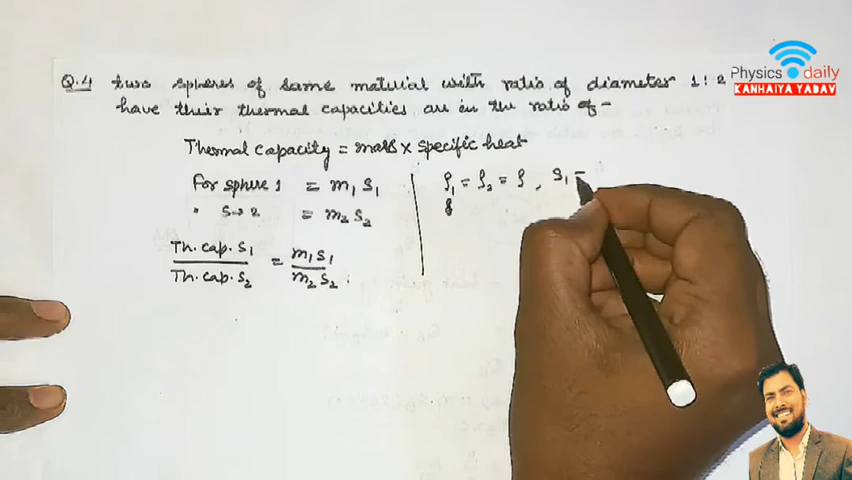 Q.4 two spheres of same material with ratio of diameter 1:2
have their thermal capacities are in the ratio of-
Thermal capacity = mass × specific heat
For sphere 1 = m₁ s₁
" S→ 2 = m₂ s₂
Th. cap. S₁
Th. cap. S₂
=
m₁s₁
m₂ s₂
ρ₁ = ρ₂ = ρ , s₁ =
Physics daily
KANHAIYA YADAV